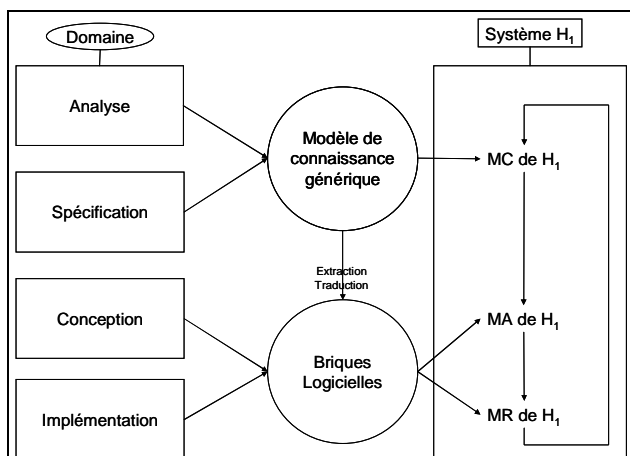 Domaine
Système H₁
Analyse
Modèle de
connaissance
générique
MC de H₁
Spécification
Extraction
Traduction
Conception
MA de H₁
Briques
Logicielles
Implémentation
MR de H₁